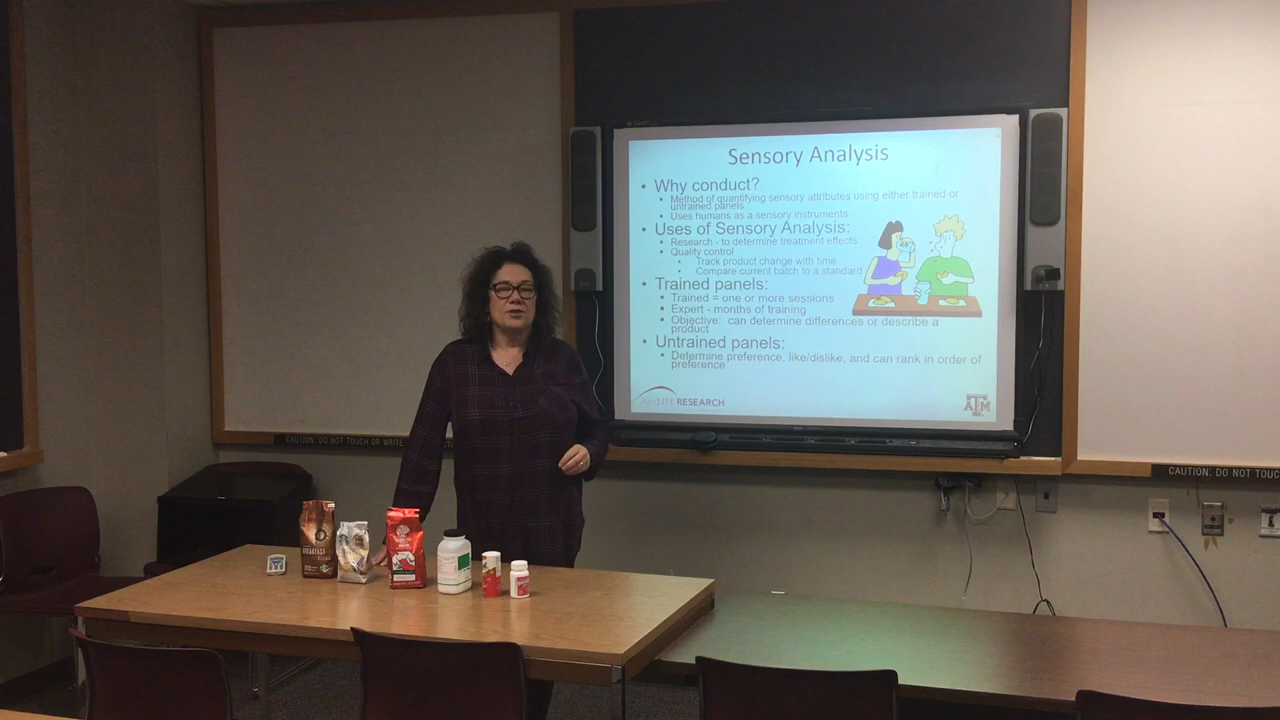 Sensory Analysis
• Why conduct?
▪ Method of quantifying sensory attributes using either trained or
untrained panels
▪ Uses humans as a sensory instruments
• Uses of Sensory Analysis:
▪ Research - to determine treatment effects
▪ Quality control
• Track product change with time
• Compare current batch to a standard
• Trained panels:
▪ Trained = one or more sessions
▪ Expert - months of training
▪ Objective: can determine differences or describe a
product
• Untrained panels:
▪ Determine preference, like/dislike, and can rank in order of
preference
RESEARCH
ATM
CAUTION: DO NOT TOUCH OR WRITE
CAUTION: DO NOT TOUC
BREAKFAST